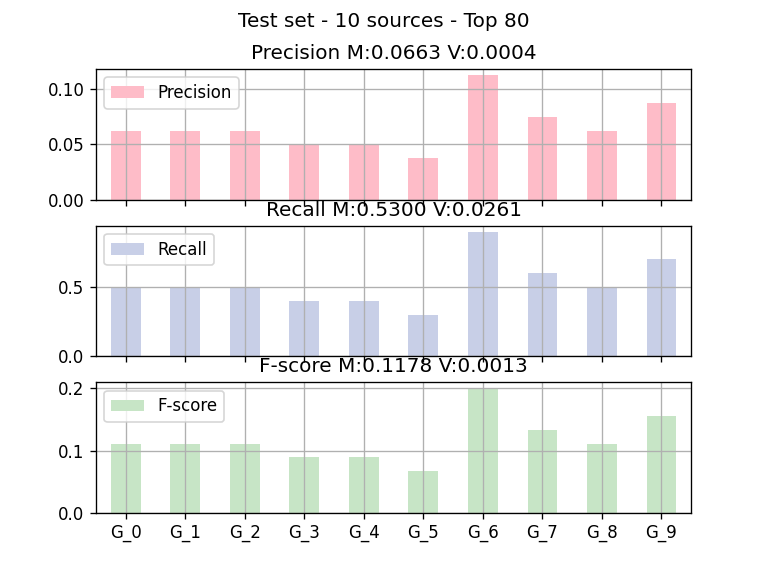 Test set - 10 sources - Top 80
Precision M:0.0663 V:0.0004
0.10
0.05
0.00
Precision
Recall M:0.5300 V:0.0261
0.5
0.0
Recall
F-score M:0.1178 V:0.0013
0.2
0.1
0.0
F-score
G_0 G_1 G_2 G_3 G_4 G_5 G_6 G_7 G_8 G_9